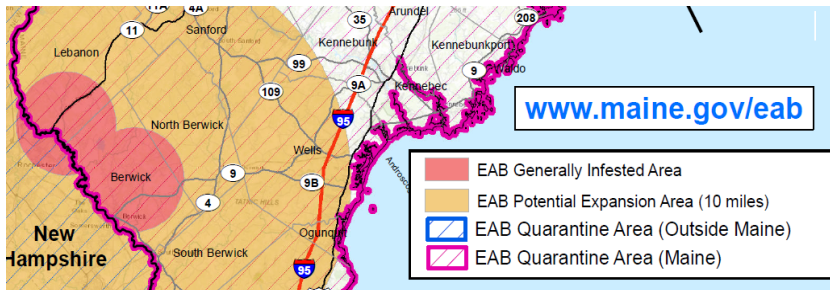 11A
4A
Arundel
208
35
11
Sanford
Kennebunk
Kennebunkport
Lebanon
99
9
Waldo
9A
Kennebec
109
www.maine.gov/eab
95
North Berwick
Wells
EAB Generally Infested Area
Berwick
9
9B
EAB Potential Expansion Area (10 miles)
4
EAB Quarantine Area (Outside Maine)
New
Hampshire
Ogunquit
South Berwick
95
EAB Quarantine Area (Maine)